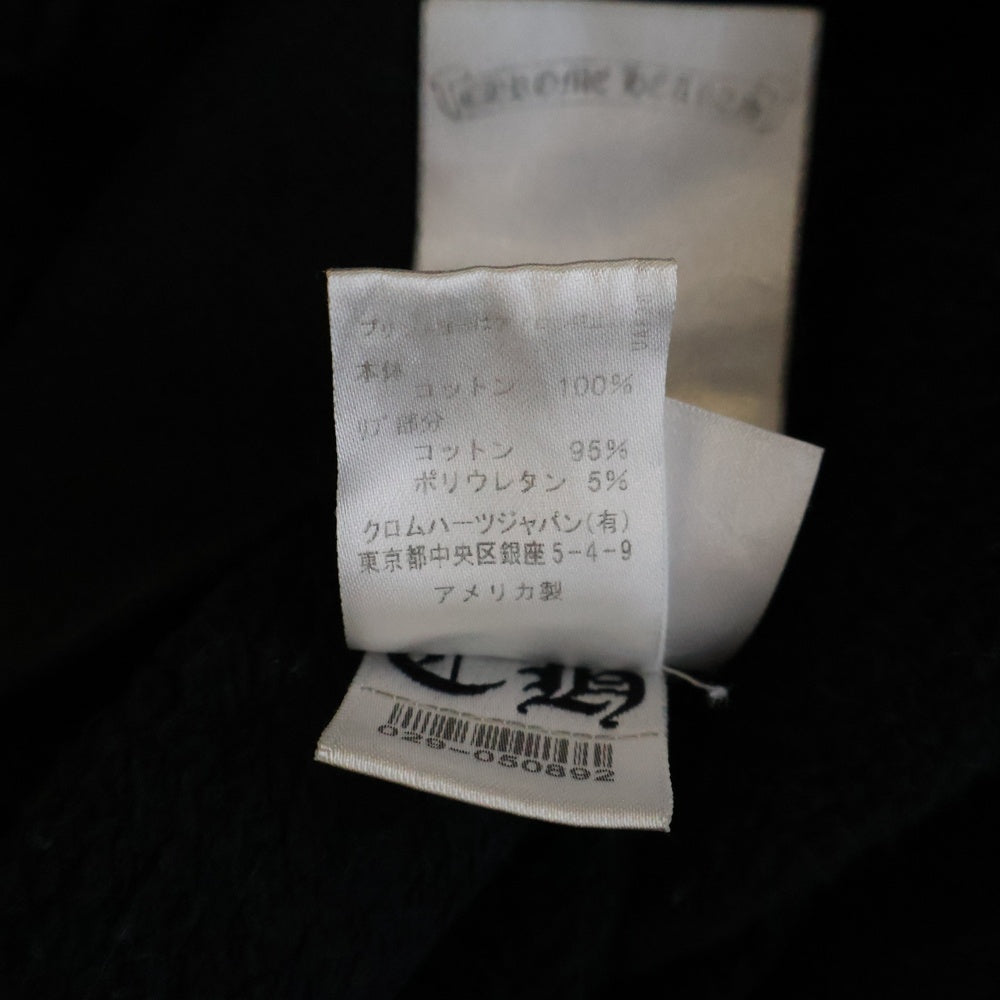 本体
コットン 100%
ﾘﾌﾞ部分
コットン 95%
ポリウレタン 5%
クロムハーツジャパン(有)
東京都中央区銀座5-4-9
アメリカ製
029-050892